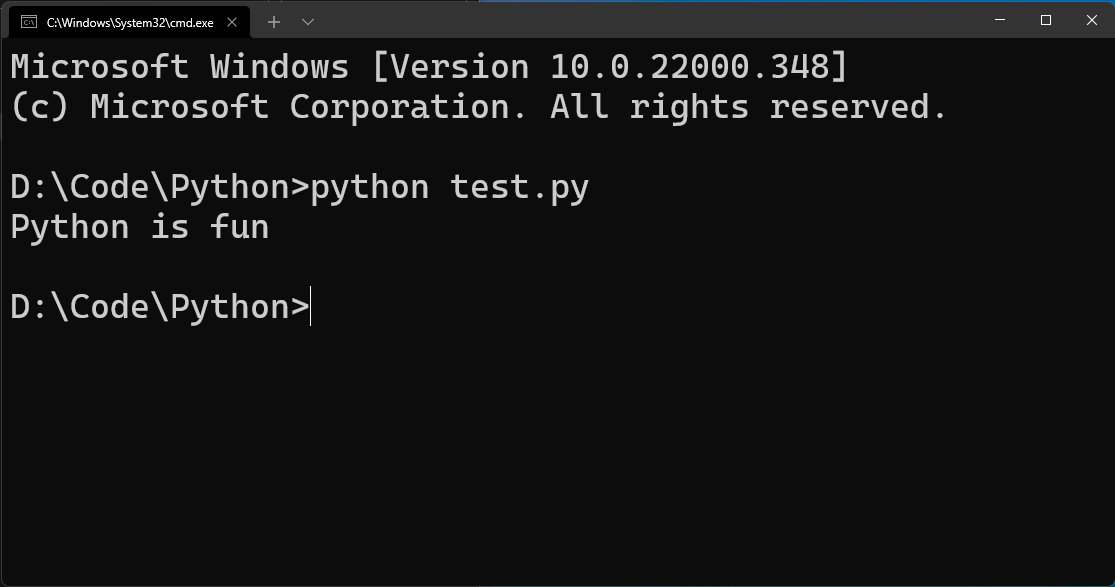 C:\Windows\System32\cmd.exe
Microsoft Windows [Version 10.0.22000.348]
(c) Microsoft Corporation. All rights reserved.
D:\Code\Python>python test.py
Python is fun
D:\Code\Python>